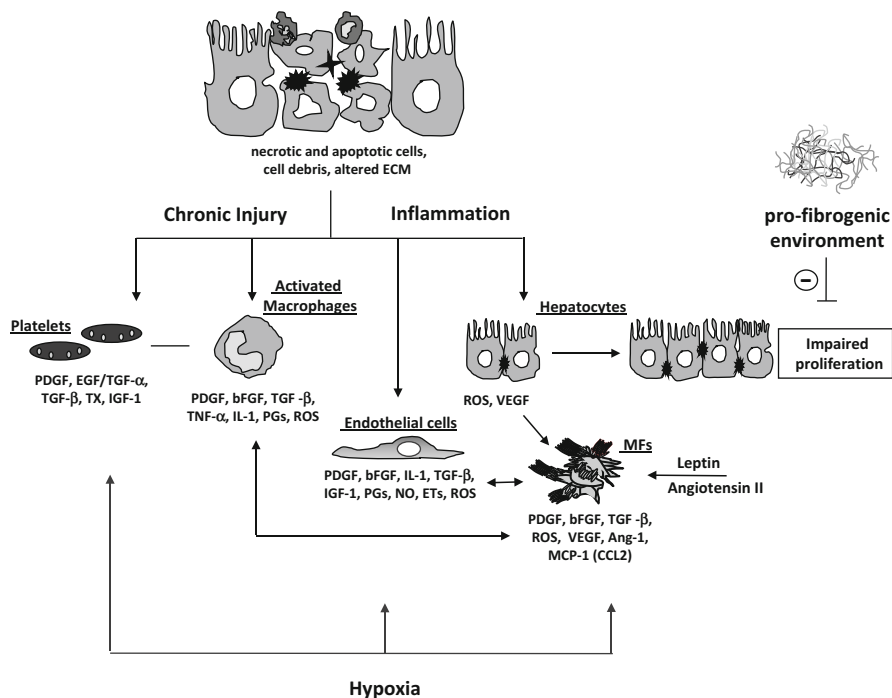 necrotic and apoptotic cells,
cell debris, altered ECM
Chronic Injury
Inflammation
pro-fibrogenic
environment
−
Activated
Macrophages
Hepatocytes
Platelets
Impaired
proliferation
PDGF, EGF/TGF-α,
TGF-β, TX, IGF-1
PDGF, bFGF, TGF -β,
TNF-α, IL-1, PGs, ROS
ROS, VEGF
Endothelial cells
MFs
PDGF, bFGF, IL-1, TGF-β,
IGF-1, PGs, NO, ETs, ROS
Leptin
Angiotensin II
PDGF, bFGF, TGF -β,
ROS, VEGF, Ang-1,
MCP-1 (CCL2)
Hypoxia